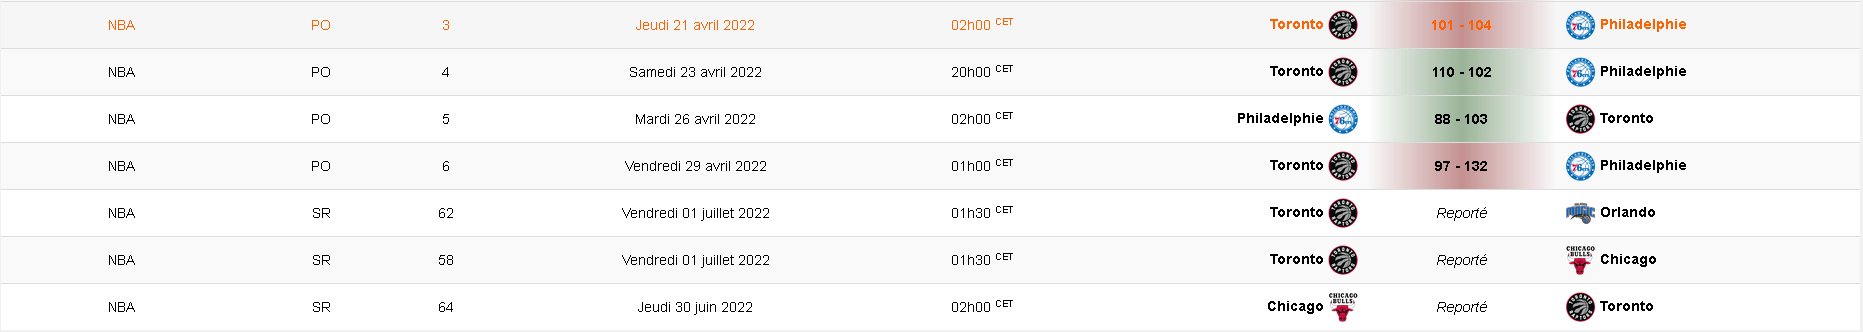 NBA PO 3 Jeudi 21 avril 2022 02h00 CET Toronto 101 - 104 Philadelphie
NBA PO 4 Samedi 23 avril 2022 20h00 CET Toronto 110 - 102 Philadelphie
NBA PO 5 Mardi 26 avril 2022 02h00 CET Philadelphie 88 - 103 Toronto
NBA PO 6 Vendredi 29 avril 2022 01h00 CET Toronto 97 - 132 Philadelphie
NBA SR 62 Vendredi 01 juillet 2022 01h30 CET Toronto Reporté Orlando
NBA SR 58 Vendredi 01 juillet 2022 01h30 CET Toronto Reporté CHICAGO BULLS Chicago
NBA SR 64 Jeudi 30 juin 2022 02h00 CET Chicago CHICAGO BULLS Reporté Toronto